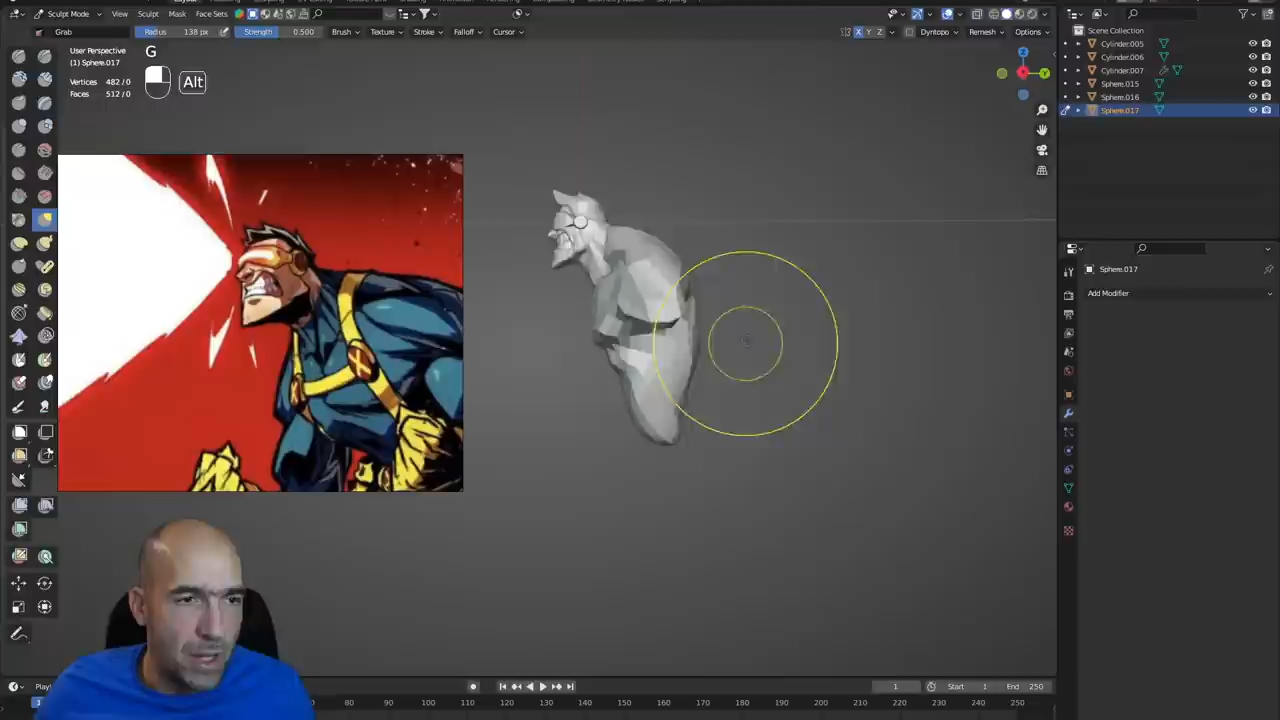 Sculpt Mode View Sculpt Mask Face Sets
Grab Radius 138 px Strength 0.500 Brush Texture Stroke Falloff Cursor X Y Z Dyntopo Remesh Options
User Perspective
(1) Sphere.017
G
Alt
Vertices 482 / 0
Faces 512 / 0
Z
Y
Scene Collection
Cylinder.005
Cylinder.006
Cylinder.007
Sphere.015
Sphere.016
Sphere.017
Sphere.017
Add Modifier
X
1 Start 1 End 250
80 90 100 110 120 130 140 150 160 170 180 190 200 210 220 230 240 250